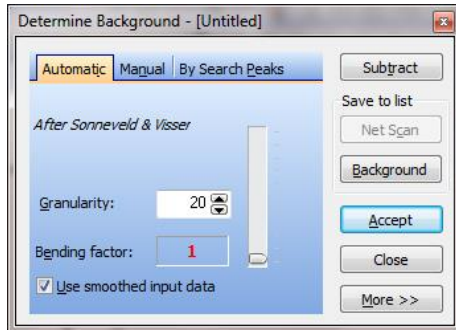 Determine Background - [Untitled]
Automatic Manual By Search Peaks
Subtract
Save to list
After Sonneveld & Visser
Net Scan
Background
Granularity: 20
Accept
Bending factor: 1
Close
Use smoothed input data
More >>